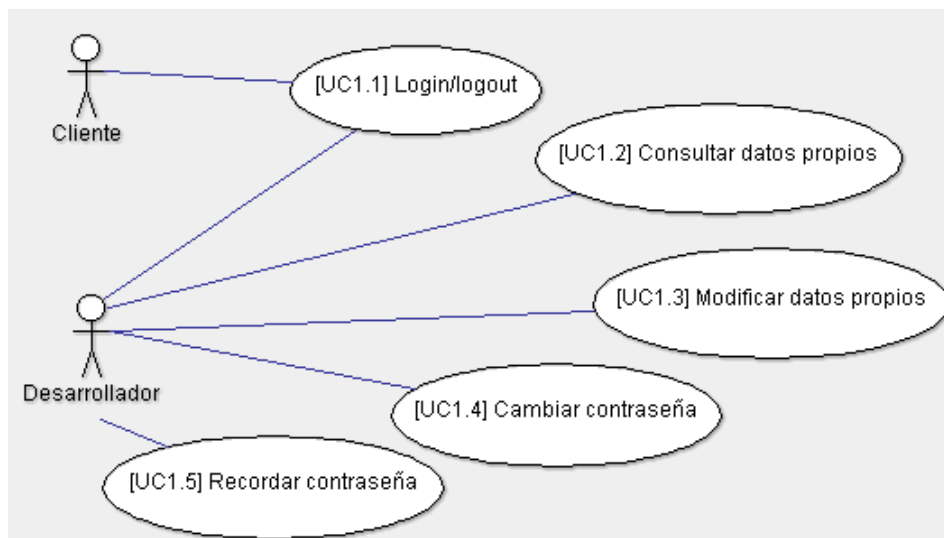 [UC1.1] Login/logout
Cliente
[UC1.2] Consultar datos propios
[UC1.3] Modificar datos propios
Desarrollador
[UC1.4] Cambiar contraseña
[UC1.5] Recordar contraseña